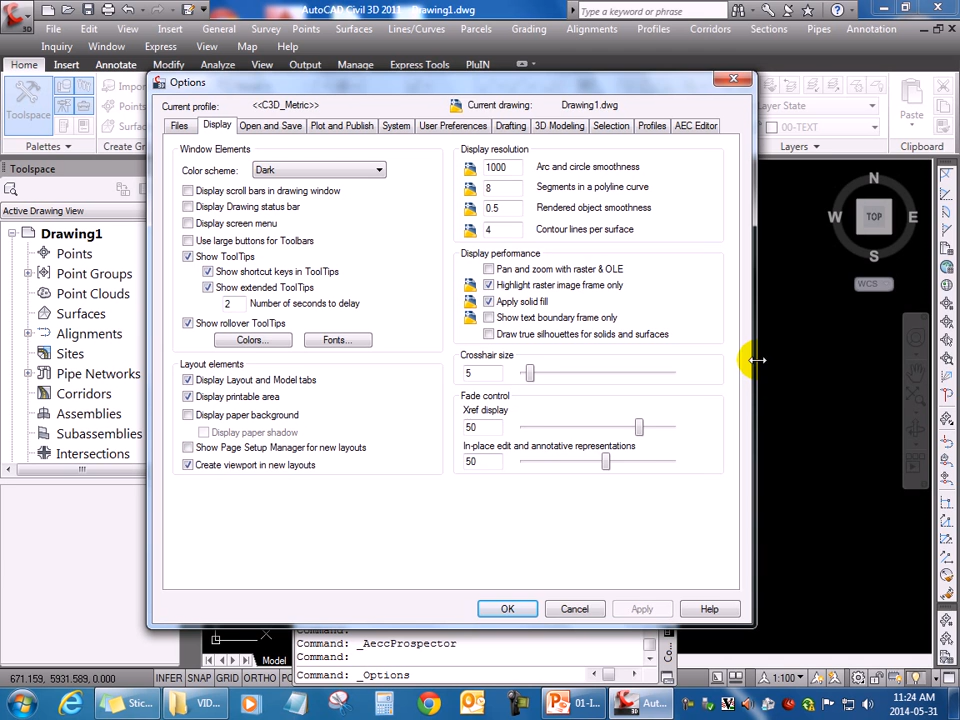 AutoCAD Civil 3D 2011 Drawing1.dwg
Type a keyword or phrase
File Edit View Insert General Survey Points Surfaces Lines/Curves Parcels Grading Alignments Profiles Corridors Sections Pipes Annotation
Inquiry Window Express View Map Help
Home Insert Annotate Modify Analyze View Output Manage Express Tools PluIN
Toolspace
Points
Surfa
Palettes
Create Gr
Layer State
00-TEXT
Layers
Paste
Clipboard
Toolspace
Active Drawing View
Drawing1
Points
Point Groups
Point Clouds
Surfaces
Alignments
Sites
Pipe Networks
Corridors
Assemblies
Subassemblies
Intersections
Options
Current profile: <<C3D_Metric>> Current drawing: Drawing1.dwg
Files Display Open and Save Plot and Publish System User Preferences Drafting 3D Modeling Selection Profiles AEC Editor
Window Elements
Color scheme: Dark
Display scroll bars in drawing window
Display Drawing status bar
Display screen menu
Use large buttons for Toolbars
Show ToolTips
Show shortcut keys in ToolTips
Show extended ToolTips
2 Number of seconds to delay
Show rollover ToolTips
Colors... Fonts...
Layout elements
Display Layout and Model tabs
Display printable area
Display paper background
Display paper shadow
Show Page Setup Manager for new layouts
Create viewport in new layouts
Display resolution
1000 Arc and circle smoothness
8 Segments in a polyline curve
0.5 Rendered object smoothness
4 Contour lines per surface
Display performance
Pan and zoom with raster & OLE
Highlight raster image frame only
Apply solid fill
Show text boundary frame only
Draw true silhouettes for solids and surfaces
Crosshair size
5
Fade control
Xref display
50
In-place edit and annotative representations
50
OK Cancel Apply Help
N
W TOP E
S
WCS
Model
Command:
Command: _AeccProspector
Command:
Command: _Options
671.159, 5931.589, 0.000 INFER SNAP GRID ORTHO PC
1:100
Stic... VID... 01-I... Aut...
11:24 AM
2014-05-31